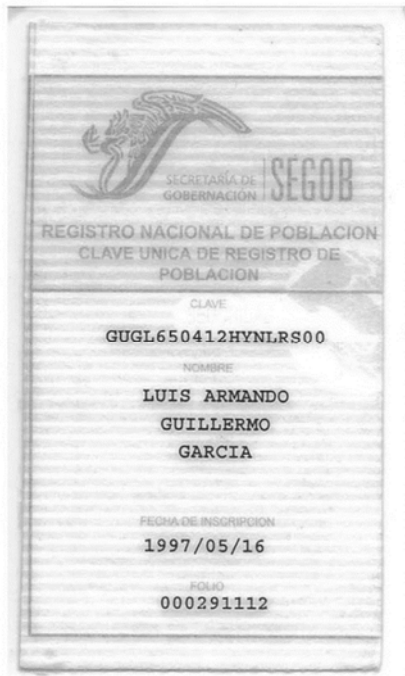 SECRETARÍA DE
GOBERNACIÓN
SEGOB
REGISTRO NACIONAL DE POBLACION
CLAVE UNICA DE REGISTRO DE
POBLACION
CLAVE
GUGL650412HYNLRS00
NOMBRE
LUIS ARMANDO
GUILLERMO
GARCIA
FECHA DE INSCRIPCION
1997/05/16
FOLIO
000291112